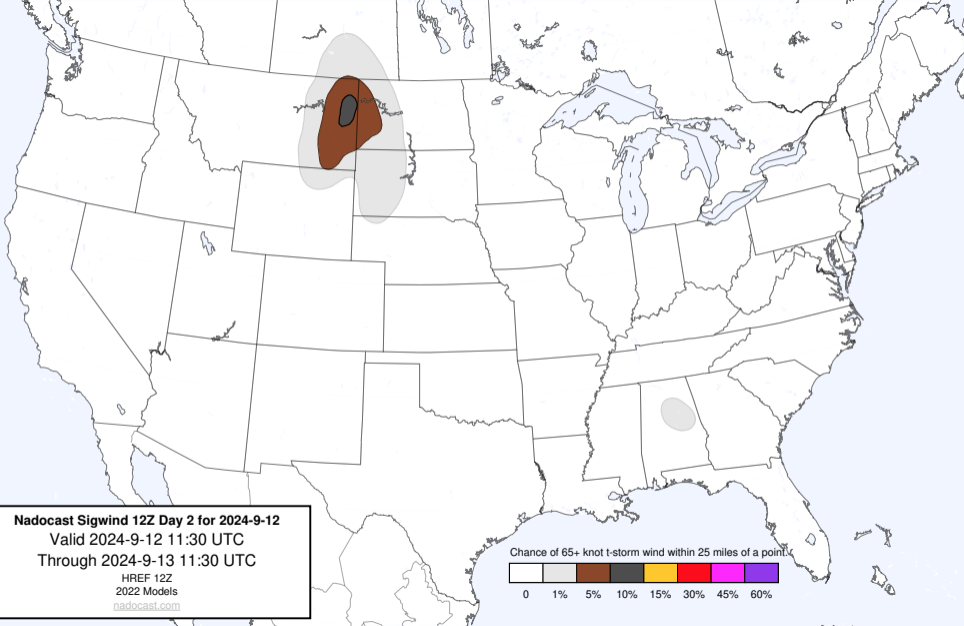 Nadocast Sigwind 12Z Day 2 for 2024-9-12
Valid 2024-9-12 11:30 UTC
Through 2024-9-13 11:30 UTC
HREF 12Z
2022 Models
nadocast.com
Chance of 65+ knot t-storm wind within 25 miles of a point.
0 1% 5% 10% 15% 30% 45% 60%